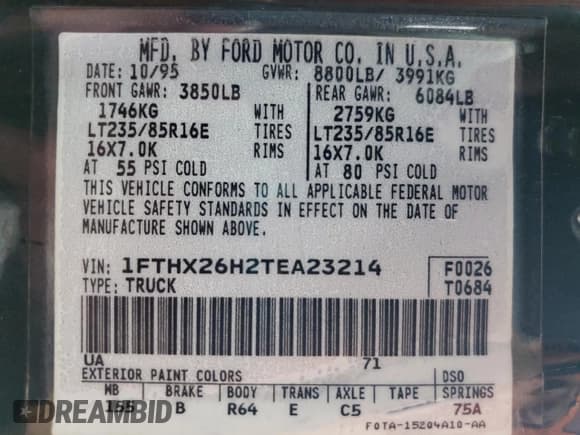 MFD. BY FORD MOTOR CO. IN U.S.A.
DATE: 10/95 GVWR: 8800LB/ 3991KG
FRONT GAWR: 3850LB REAR GAWR: 6084LB
1746KG WITH 2759KG WITH
LT235/85R16E TIRES LT235/85R16E TIRES
16X7.0K RIMS 16X7.0K RIMS
AT 55 PSI COLD AT 80 PSI COLD
THIS VEHICLE CONFORMS TO ALL APPLICABLE FEDERAL MOTOR
VEHICLE SAFETY STANDARDS IN EFFECT ON THE DATE OF
MANUFACTURE SHOWN ABOVE.
VIN: 1FTHX26H2TEA23214 F0026
TYPE: TRUCK T0684
UA 71
EXTERIOR PAINT COLORS DSO
WB BRAKE BODY TRANS AXLE TAPE SPRINGS
155 B R64 E C5 75A
F0TA-15204A10-AA
DREAMBID